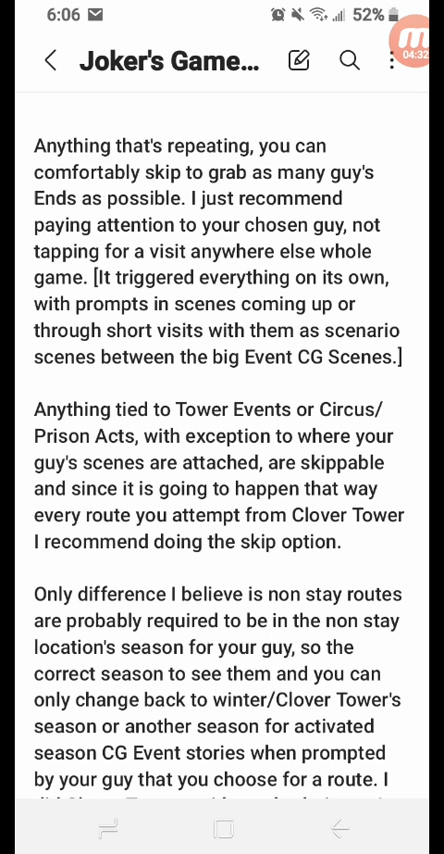 6:06 52%
Joker's Game...
04:32
Anything that's repeating, you can
comfortably skip to grab as many guy's
Ends as possible. I just recommend
paying attention to your chosen guy, not
tapping for a visit anywhere else whole
game. [It triggered everything on its own,
with prompts in scenes coming up or
through short visits with them as scenario
scenes between the big Event CG Scenes.]
Anything tied to Tower Events or Circus/
Prison Acts, with exception to where your
guy's scenes are attached, are skippable
and since it is going to happen that way
every route you attempt from Clover Tower
I recommend doing the skip option.
Only difference I believe is non stay routes
are probably required to be in the non stay
location's season for your guy, so the
correct season to see them and you can
only change back to winter/Clover Tower's
season or another season for activated
season CG Event stories when prompted
by your guy that you choose for a route. I